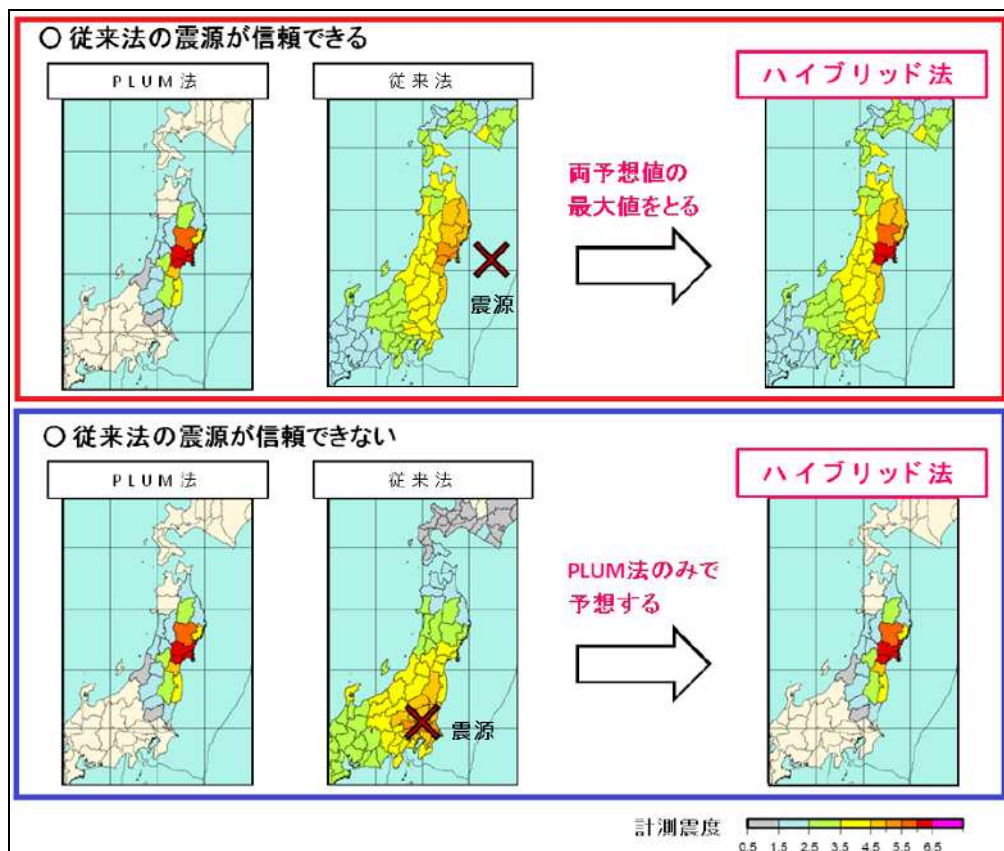 ○ 従来法の震源が信頼できる
PLUM法
従来法
ハイブリッド法
両予想値の
最大値をとる
震源
○ 従来法の震源が信頼できない
PLUM法
従来法
ハイブリッド法
PLUM法のみで
予想する
震源
計測震度
0.5 1.5 2.5 3.5 4.5 5.5 6.5